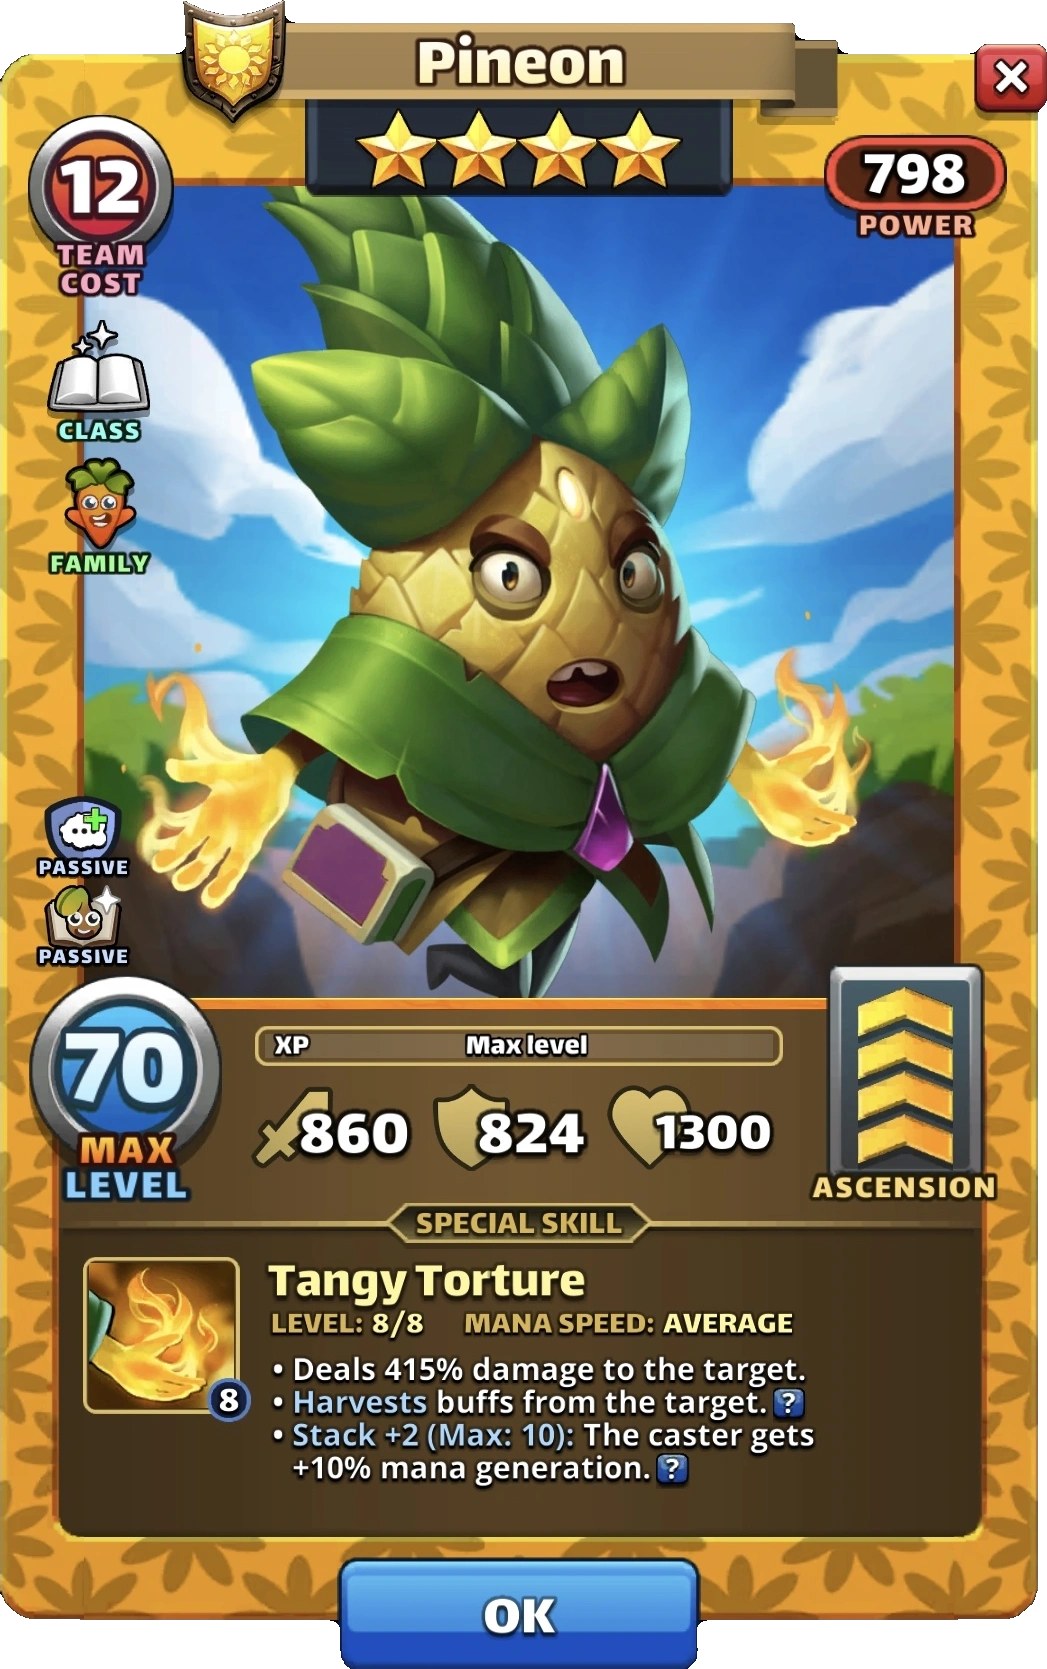 Pineon
12
TEAM
COST
798
POWER
CLASS
FAMILY
PASSIVE
PASSIVE
70
MAX
LEVEL
XP Max level
860 824 1300
ASCENSION
SPECIAL SKILL
Tangy Torture
LEVEL: 8/8 MANA SPEED: AVERAGE
8
• Deals 415% damage to the target.
• Harvests buffs from the target. ?
• Stack +2 (Max: 10): The caster gets
+10% mana generation. ?
OK